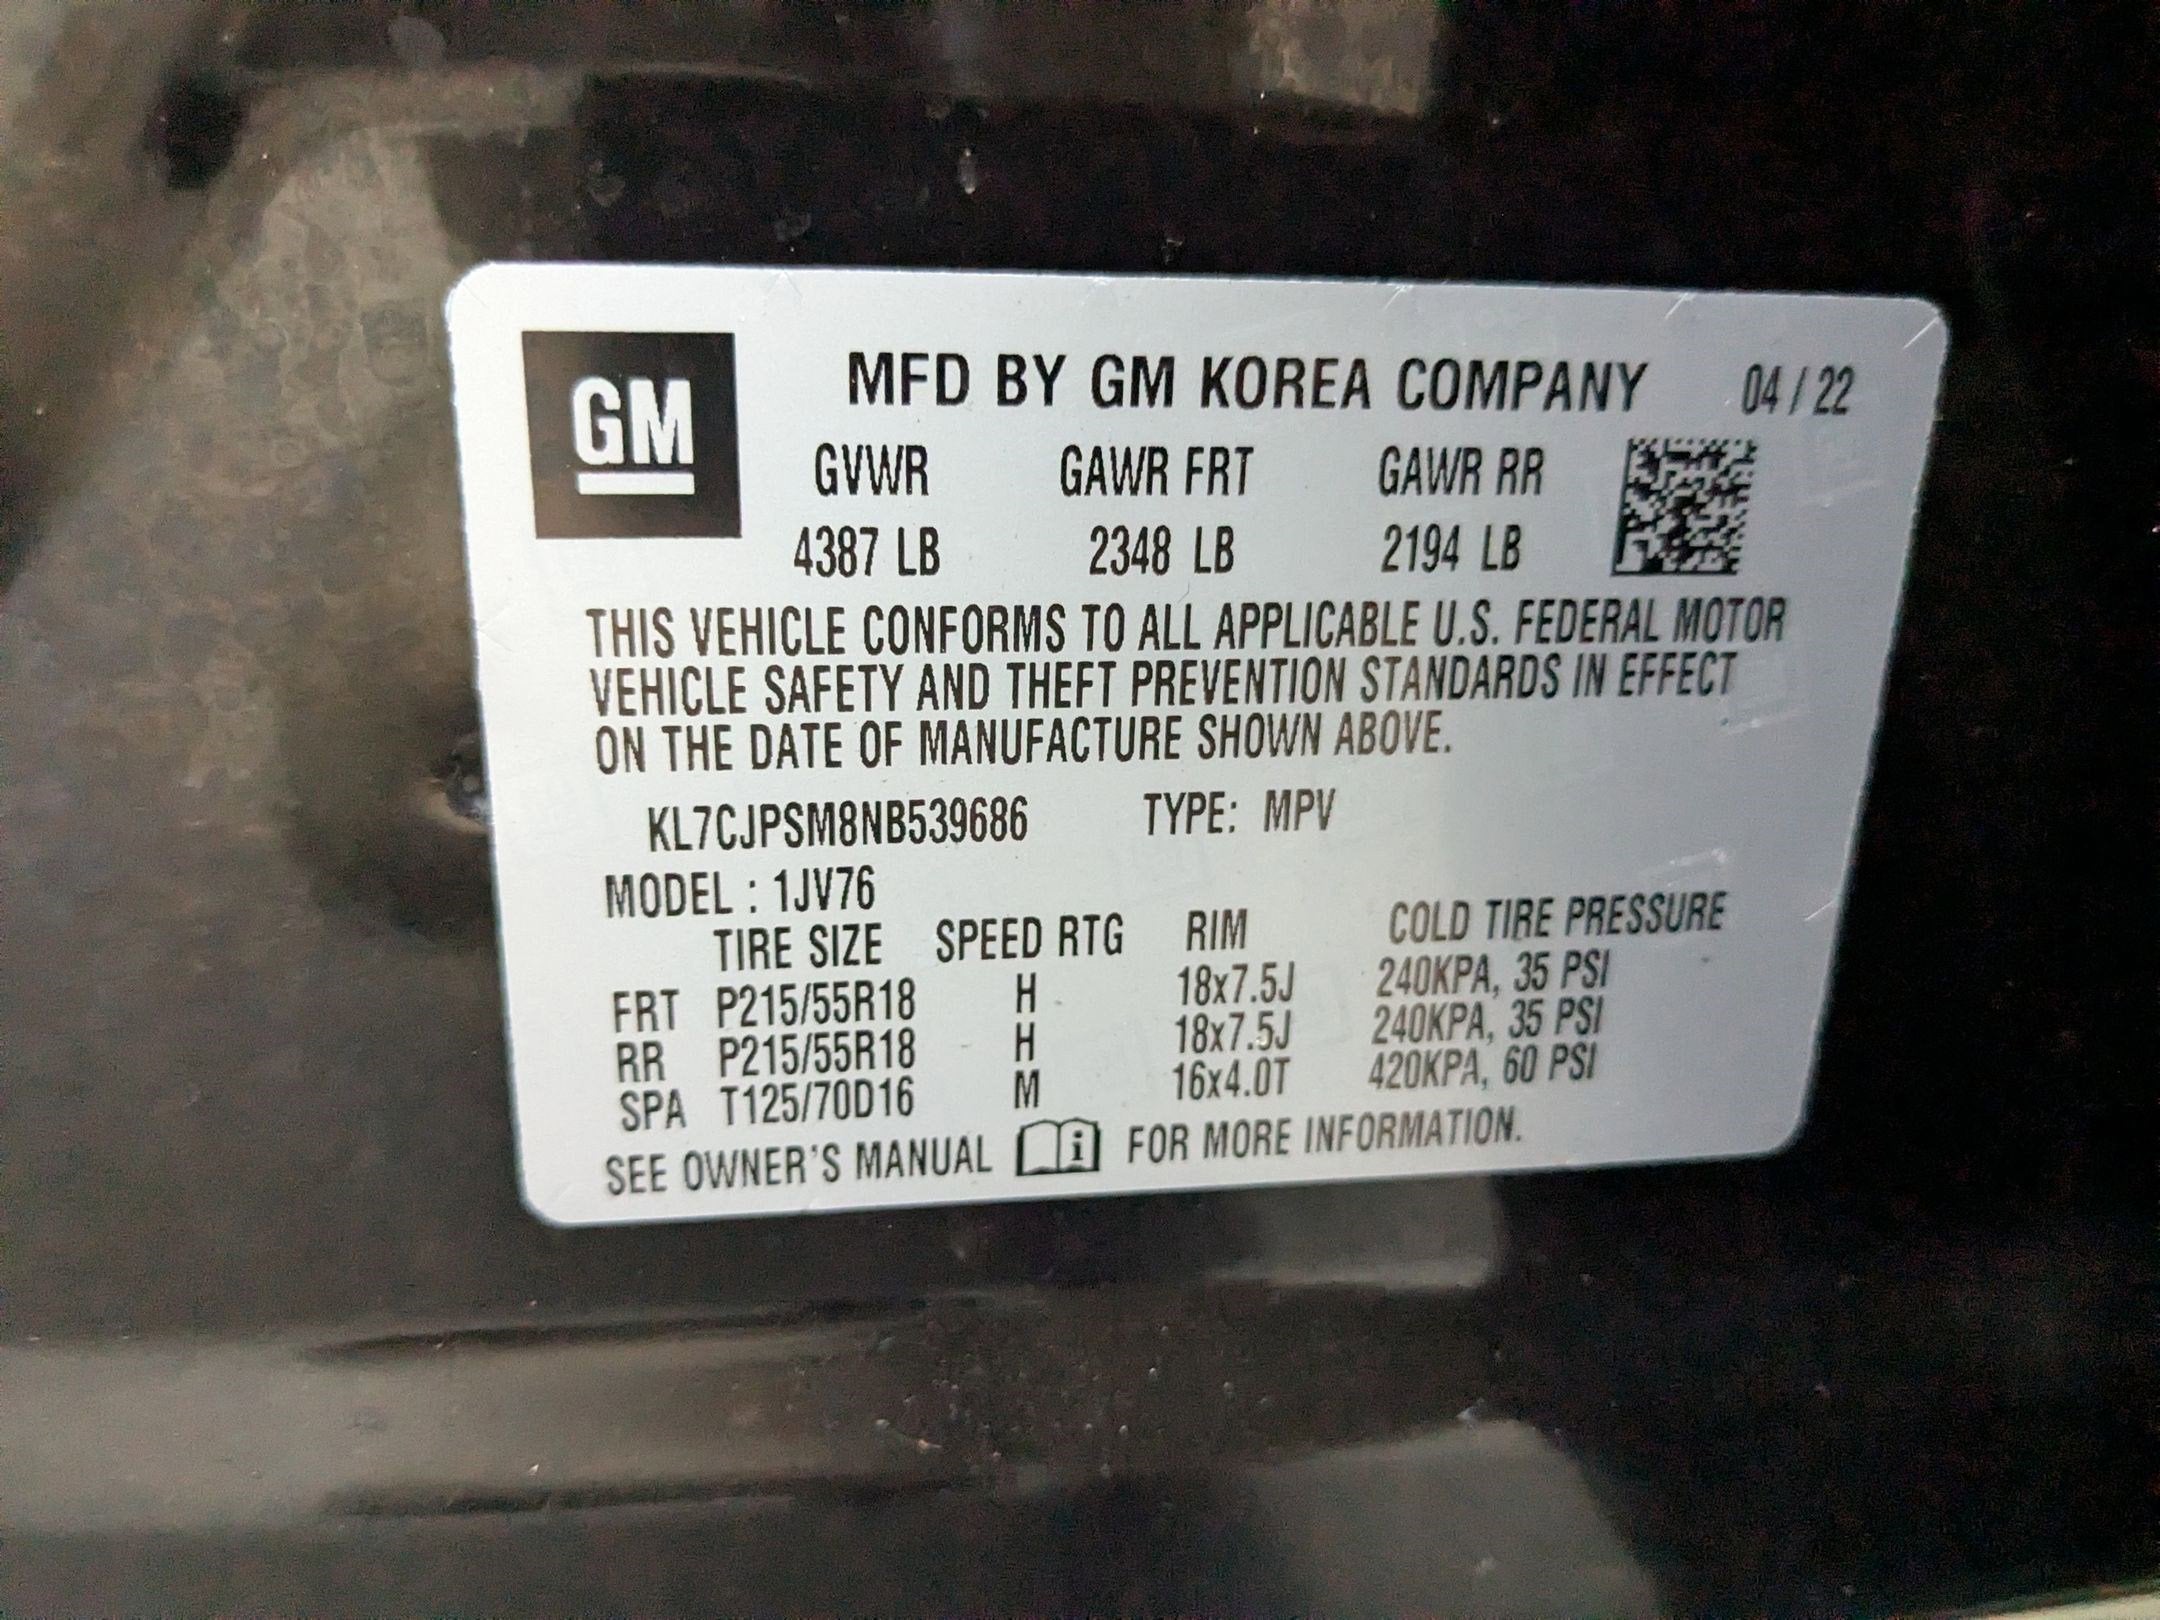 GM
MFD BY GM KOREA COMPANY 04 / 22
GVWR GAWR FRT GAWR RR
4387 LB 2348 LB 2194 LB
THIS VEHICLE CONFORMS TO ALL APPLICABLE U.S. FEDERAL MOTOR
VEHICLE SAFETY AND THEFT PREVENTION STANDARDS IN EFFECT
ON THE DATE OF MANUFACTURE SHOWN ABOVE.
KL7CJPSM8NB539686 TYPE: MPV
MODEL : 1JV76
TIRE SIZE SPEED RTG RIM COLD TIRE PRESSURE
FRT P215/55R18 H 18x7.5J 240KPA, 35 PSI
RR P215/55R18 H 18x7.5J 240KPA, 35 PSI
SPA T125/70D16 M 16x4.0T 420KPA, 60 PSI
SEE OWNER'S MANUAL i FOR MORE INFORMATION.